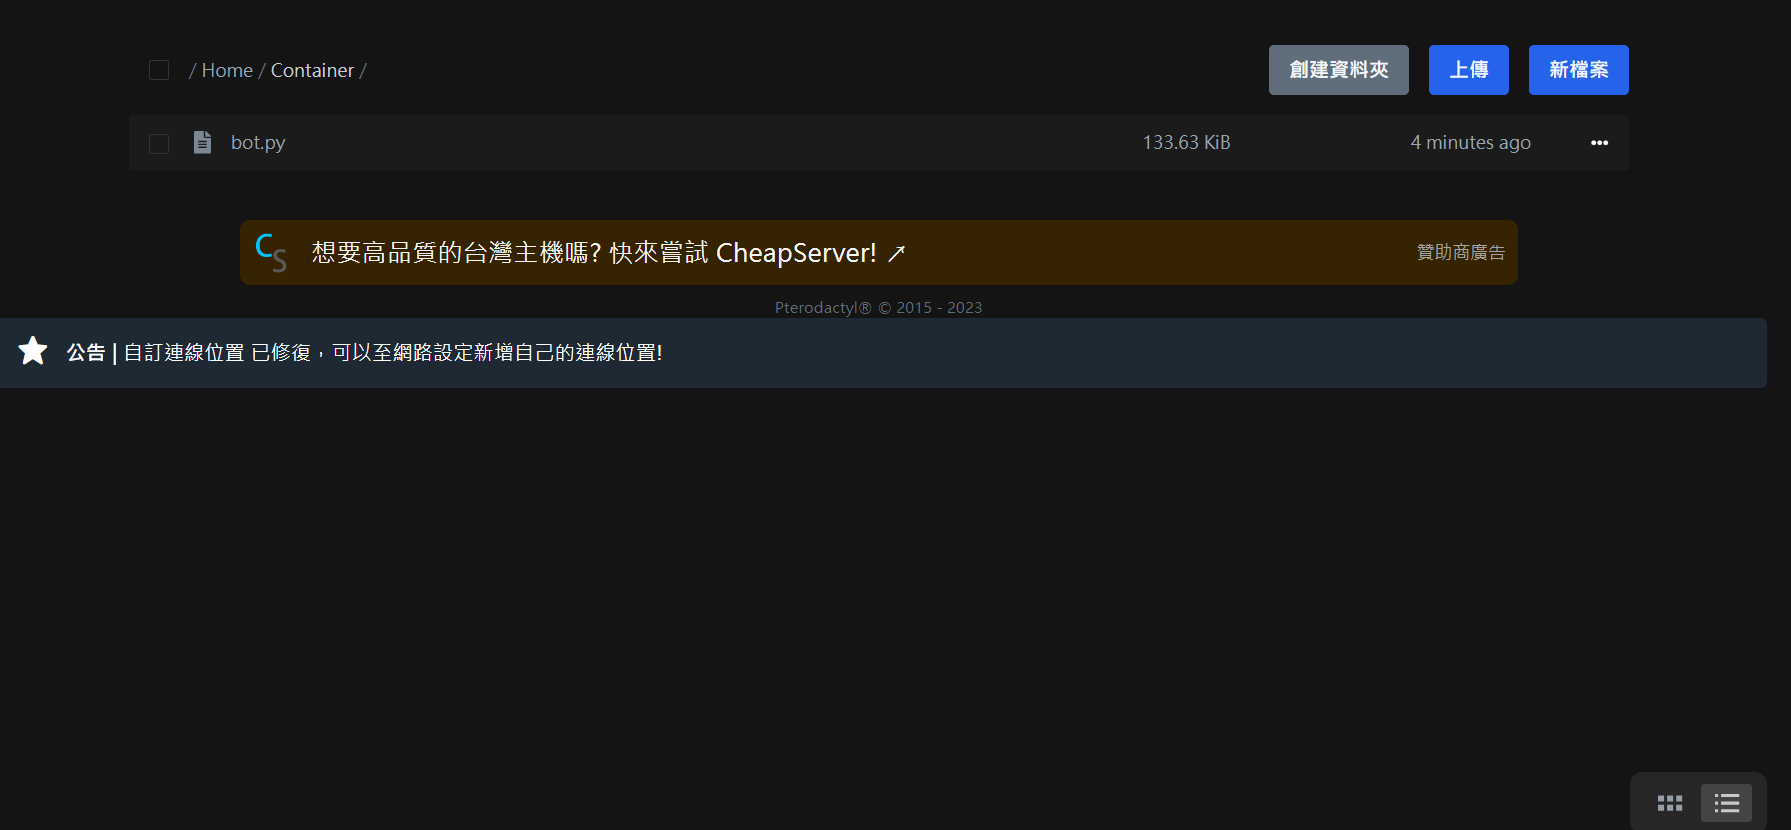 / Home / Container /
創建資料夾
上傳
新檔案
bot.py
133.63 KiB
4 minutes ago
CS
想要高品質的台灣主機嗎? 快來嘗試 CheapServer! ↗
贊助商廣告
Pterodactyl® © 2015 - 2023
公告 | 自訂連線位置 已修復，可以至網路設定新增自己的連線位置!